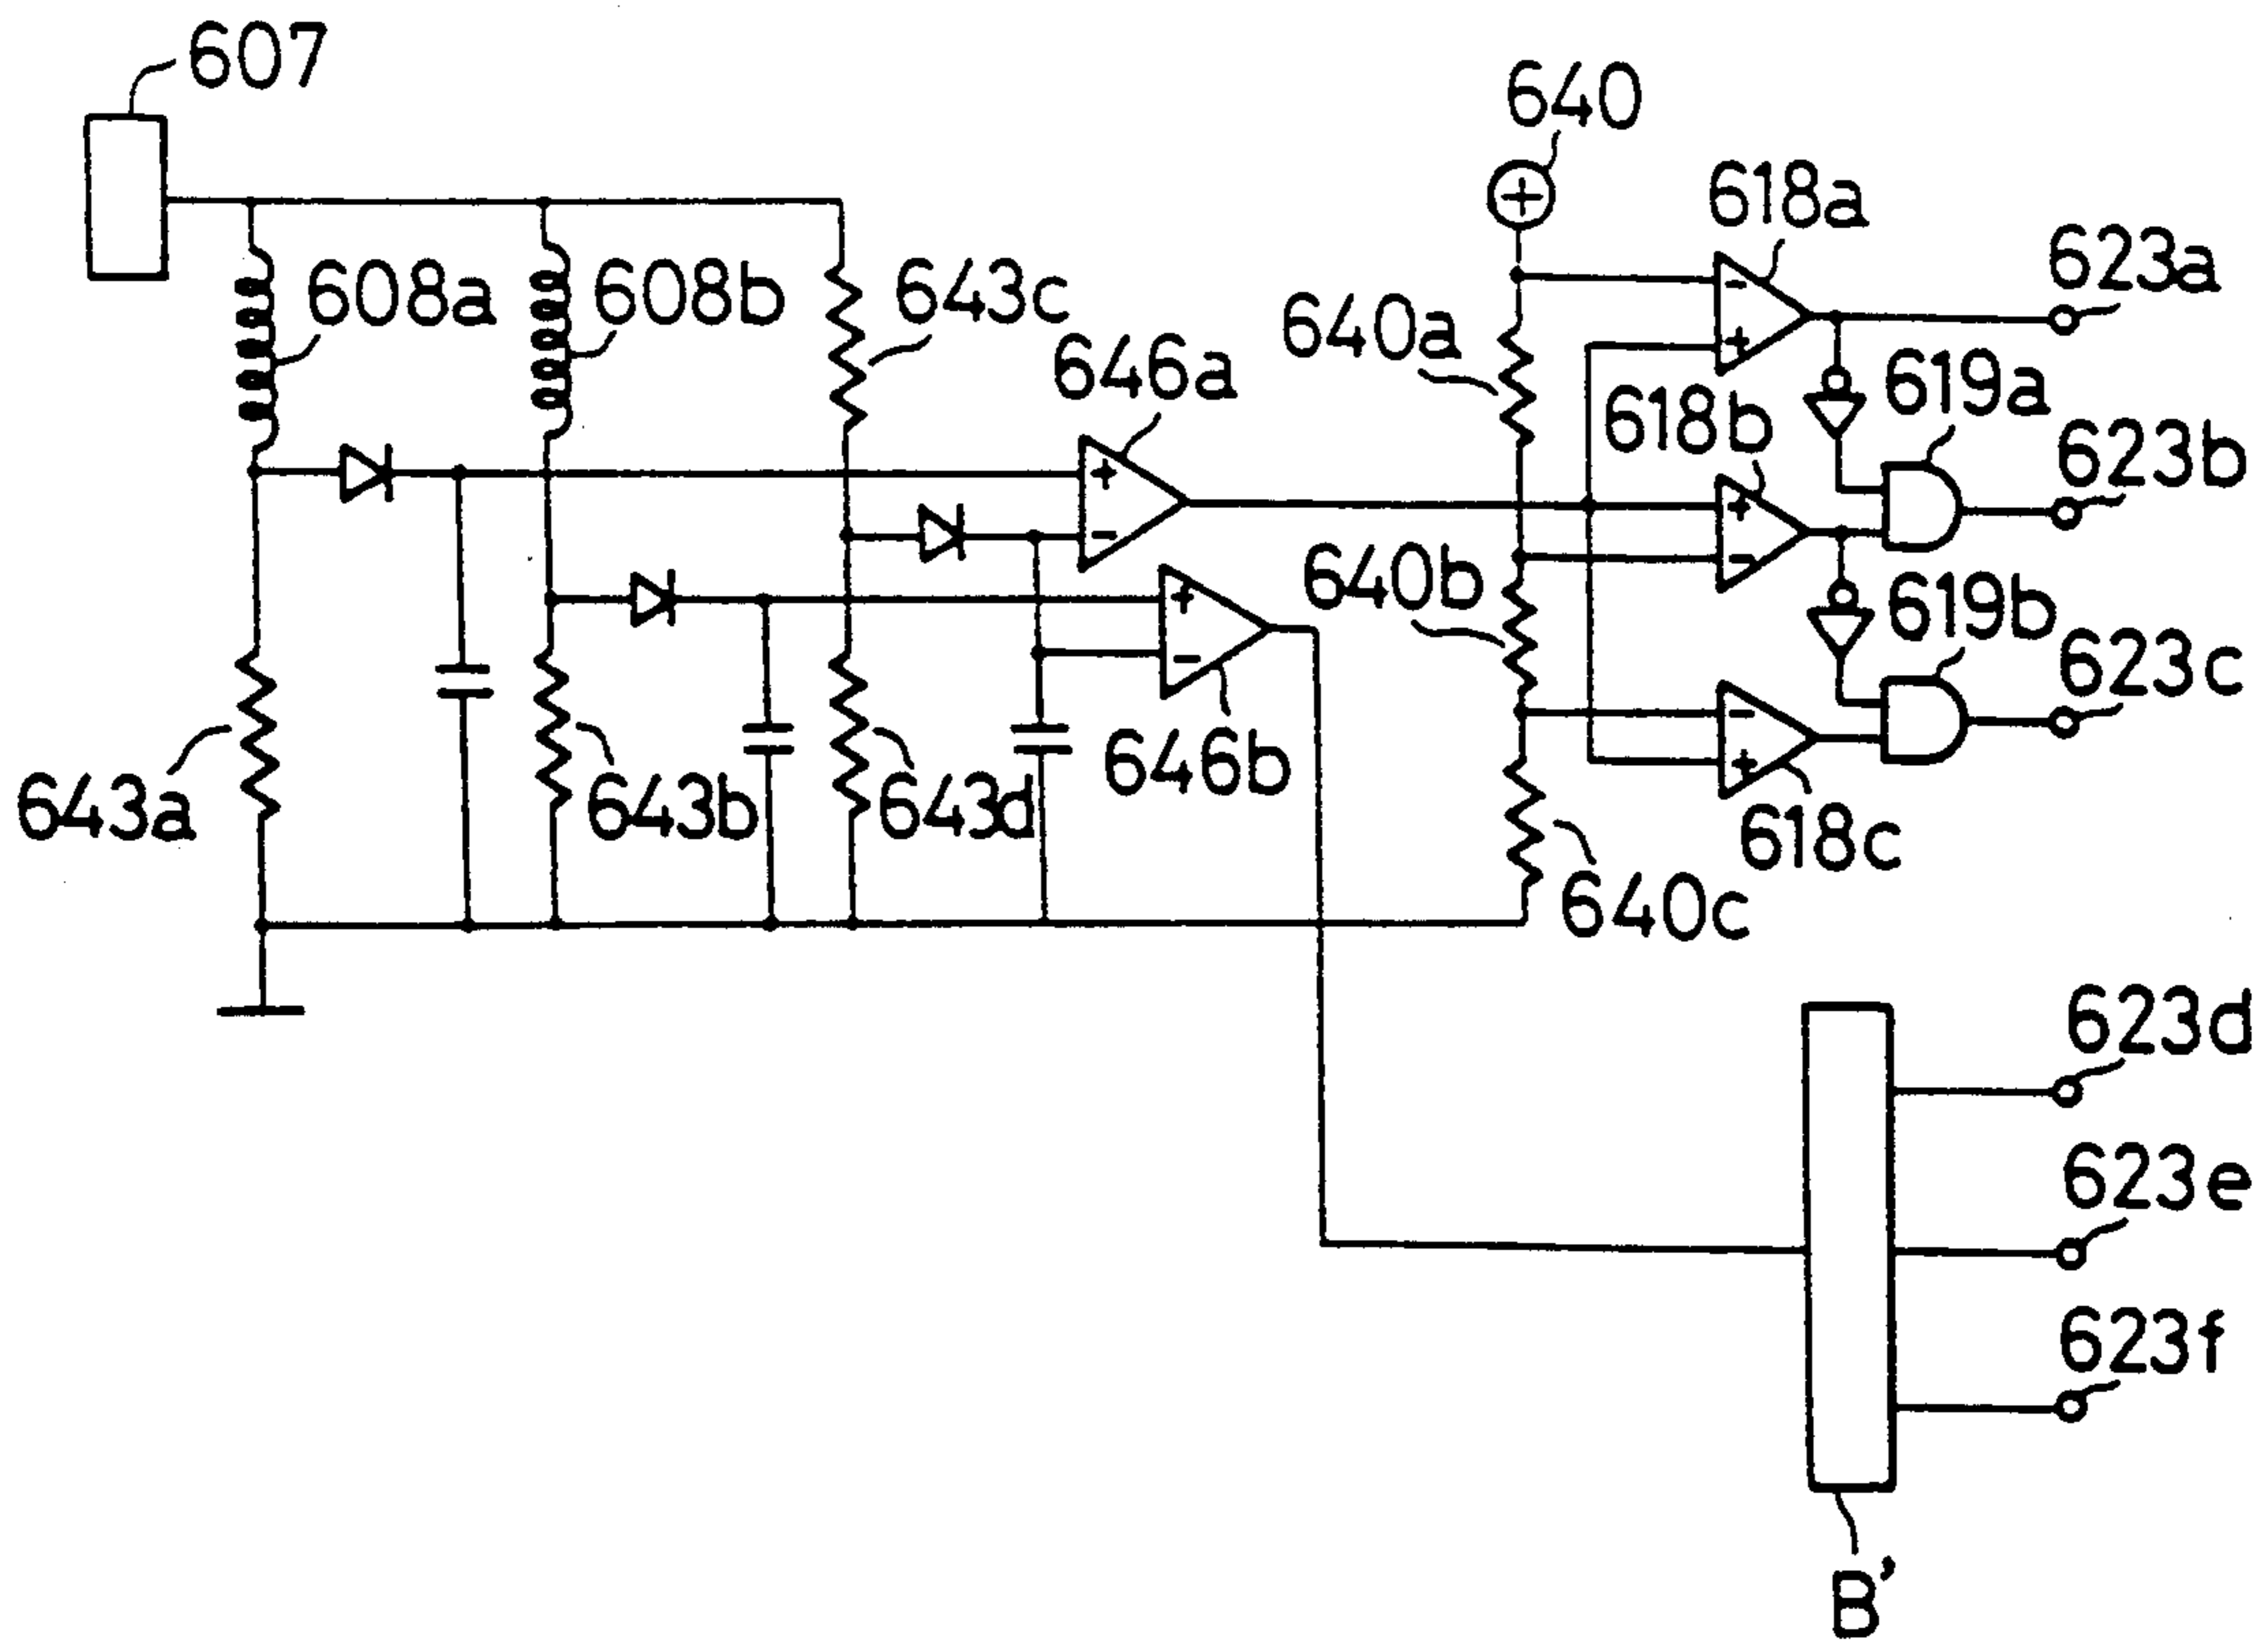 607
640
618a
623a
608a
608b
643c
640a
646a
619a
618b
623b
640b
619b
623c
643a
643b
643d
646b
618c
640c
623d
623e
623f
B'
-
+
+
-
+
-
+
-
-
+
+